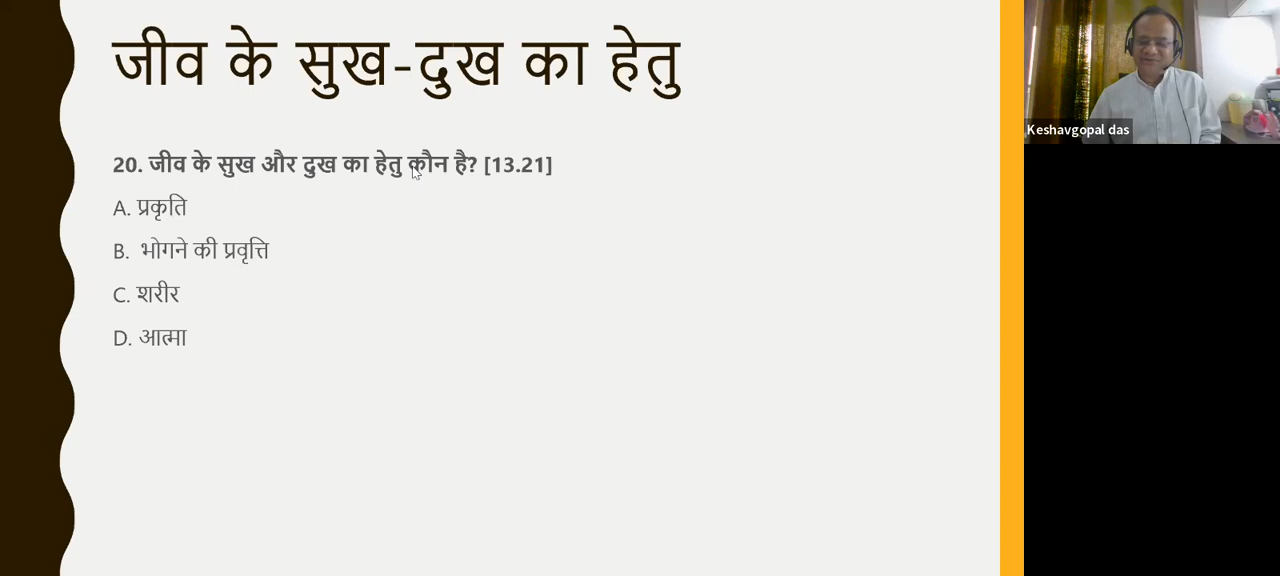 जीव के सुख-दुख का हेतु
20. जीव के सुख और दुख का हेतु कौन है? [13.21]
A. प्रकृति
B. भोगने की प्रवृत्ति
C. शरीर
D. आत्मा
Keshavgopal das